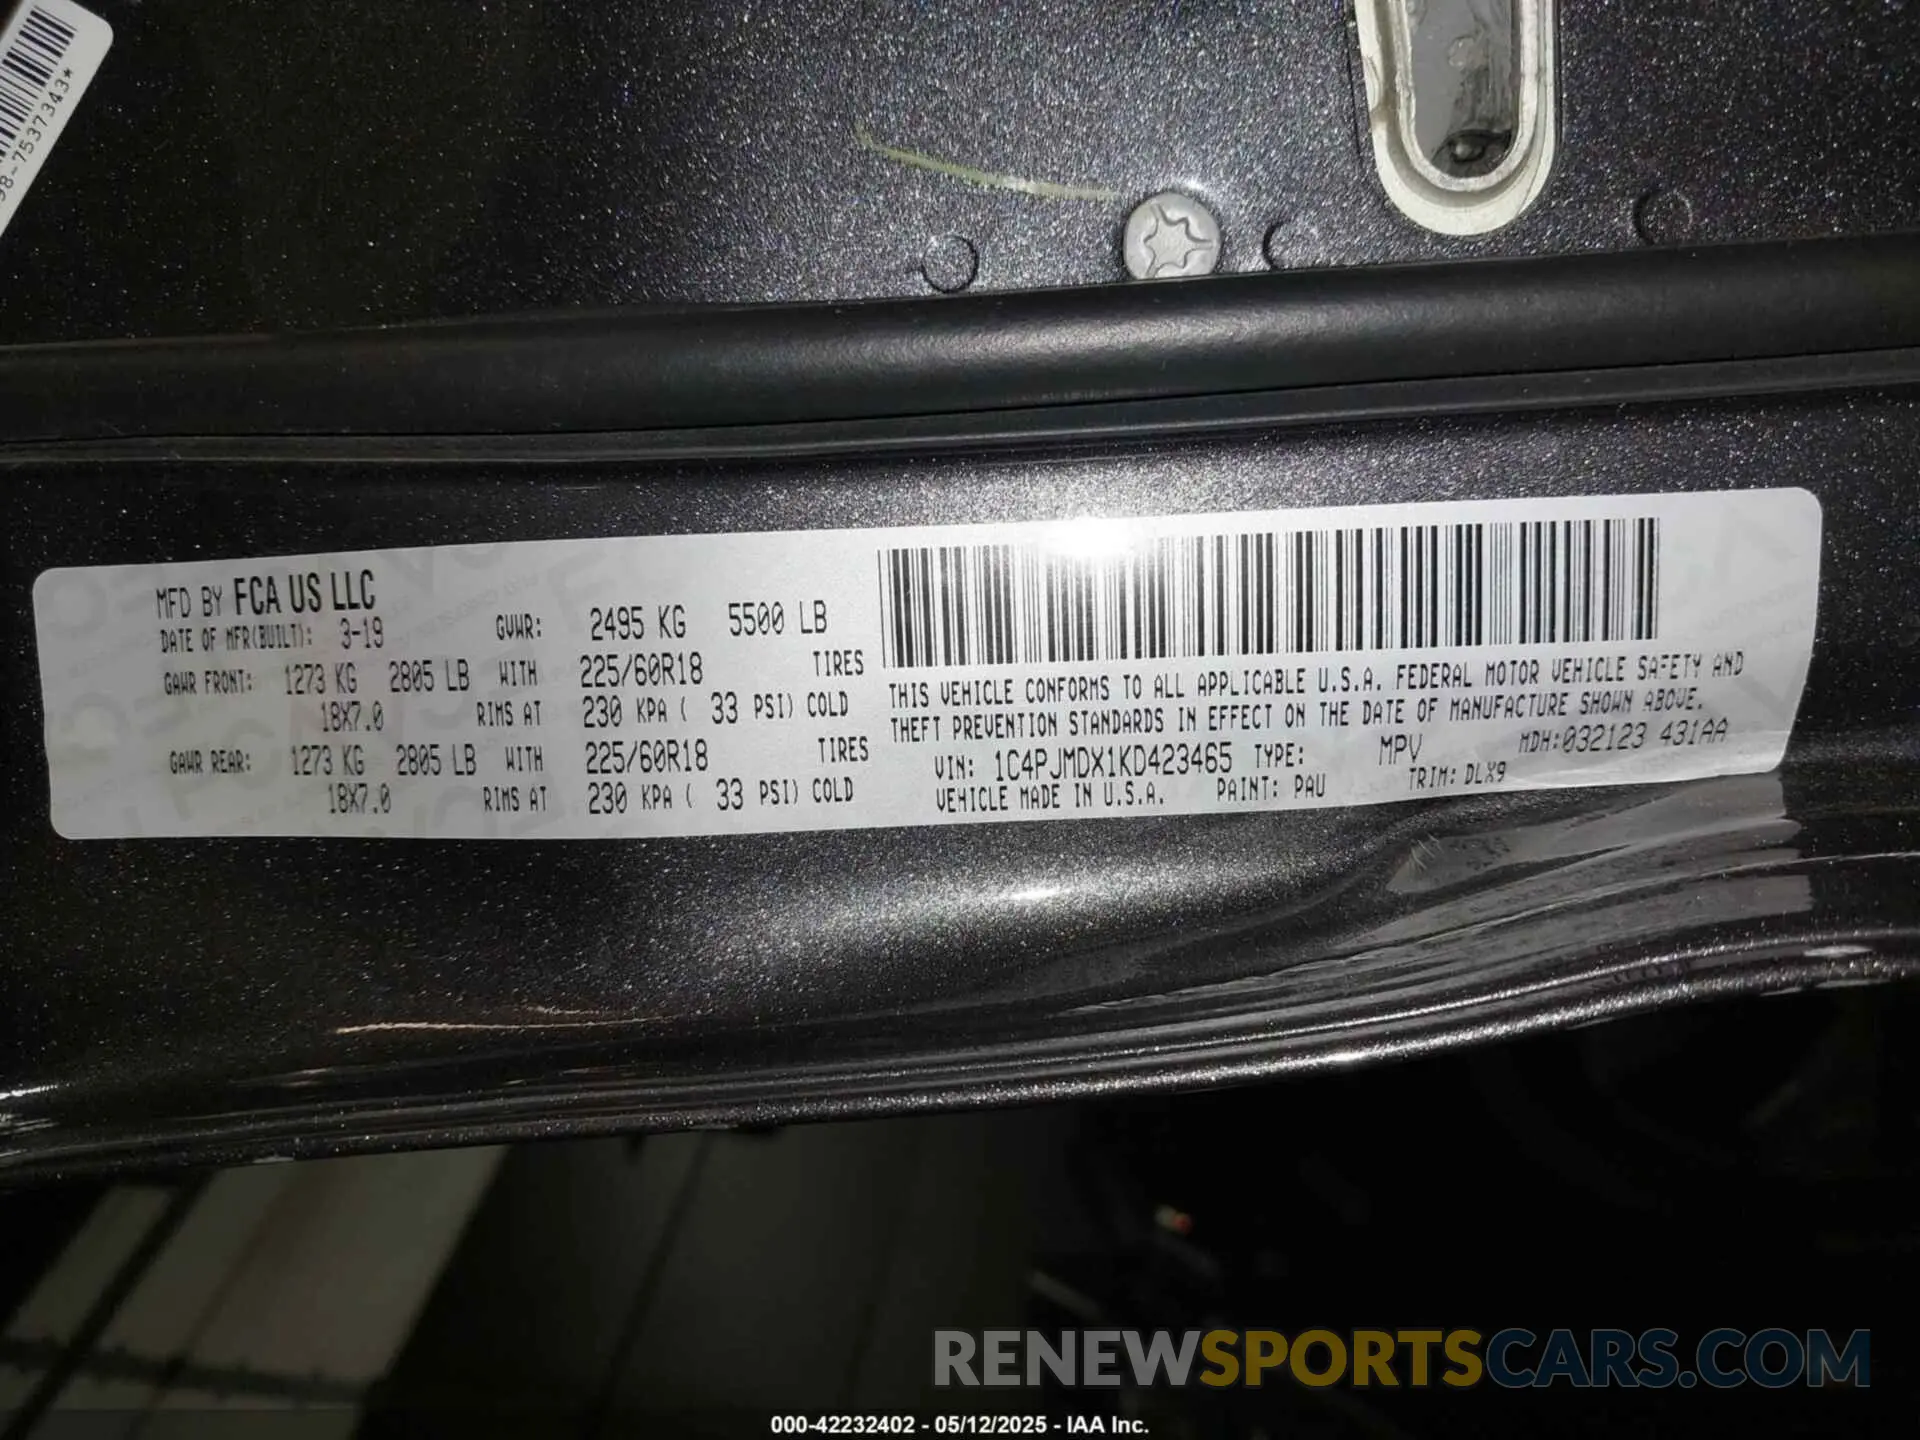 98-7537343*
MFD BY FCA US LLC
DATE OF MFR(BUILT): 3-19
GVWR: 2495 KG 5500 LB
GAWR FRONT: 1273 KG 2805 LB WITH 225/60R18 TIRES
18X7.0 RIMS AT 230 KPA ( 33 PSI) COLD
GAWR REAR: 1273 KG 2805 LB WITH 225/60R18 TIRES
18X7.0 RIMS AT 230 KPA ( 33 PSI) COLD
THIS VEHICLE CONFORMS TO ALL APPLICABLE U.S.A. FEDERAL MOTOR VEHICLE SAFETY AND
THEFT PREVENTION STANDARDS IN EFFECT ON THE DATE OF MANUFACTURE SHOWN ABOVE.
VIN: 1C4PJMDX1KD423465 TYPE: MPV MDH:032123 431AA
VEHICLE MADE IN U.S.A. PAINT: PAU TRIM: DLX9
RENEWSPORTSCARS.COM
000-42232402 - 05/12/2025 - IAA Inc.